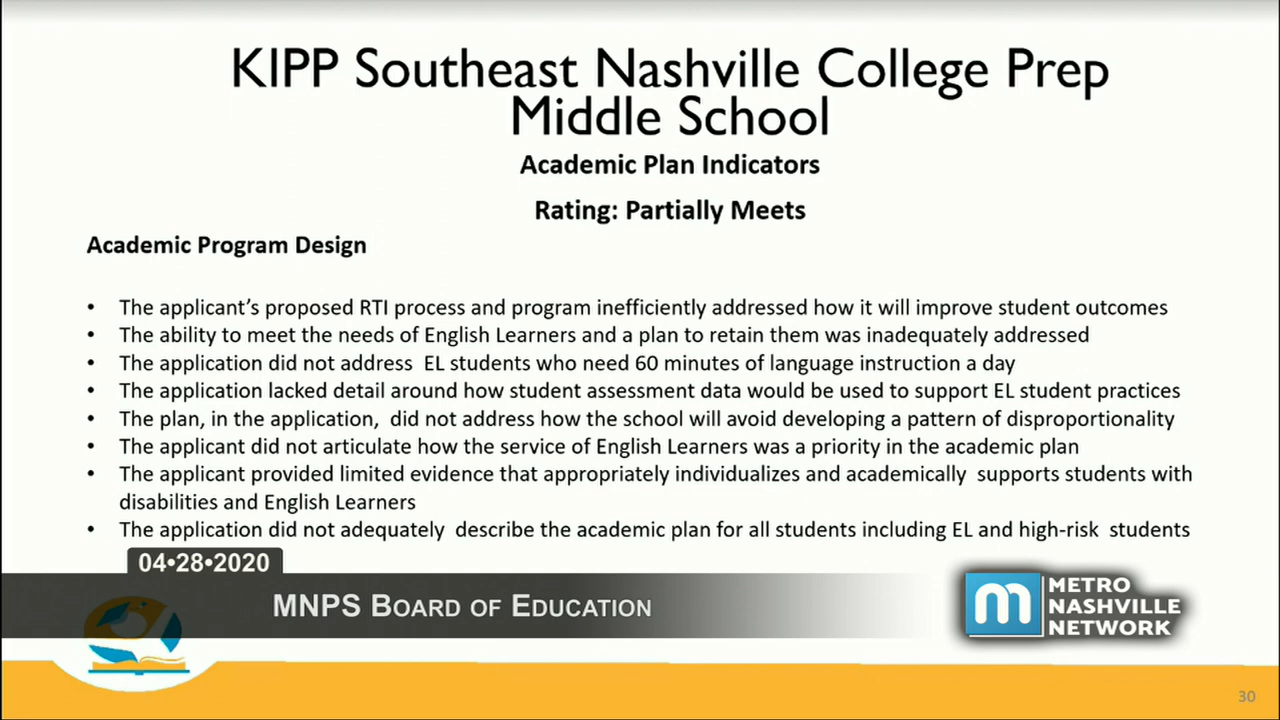 KIPP Southeast Nashville College Prep
Middle School
Academic Plan Indicators
Rating: Partially Meets
Academic Program Design
• The applicant’s proposed RTI process and program inefficiently addressed how it will improve student outcomes
• The ability to meet the needs of English Learners and a plan to retain them was inadequately addressed
• The application did not address EL students who need 60 minutes of language instruction a day
• The application lacked detail around how student assessment data would be used to support EL student practices
• The plan, in the application, did not address how the school will avoid developing a pattern of disproportionality
• The applicant did not articulate how the service of English Learners was a priority in the academic plan
• The applicant provided limited evidence that appropriately individualizes and academically supports students with
disabilities and English Learners
• The application did not adequately describe the academic plan for all students including EL and high-risk students
04•28•2020
MNPS Board of Education
m METRO
NASHVILLE
NETWORK
30